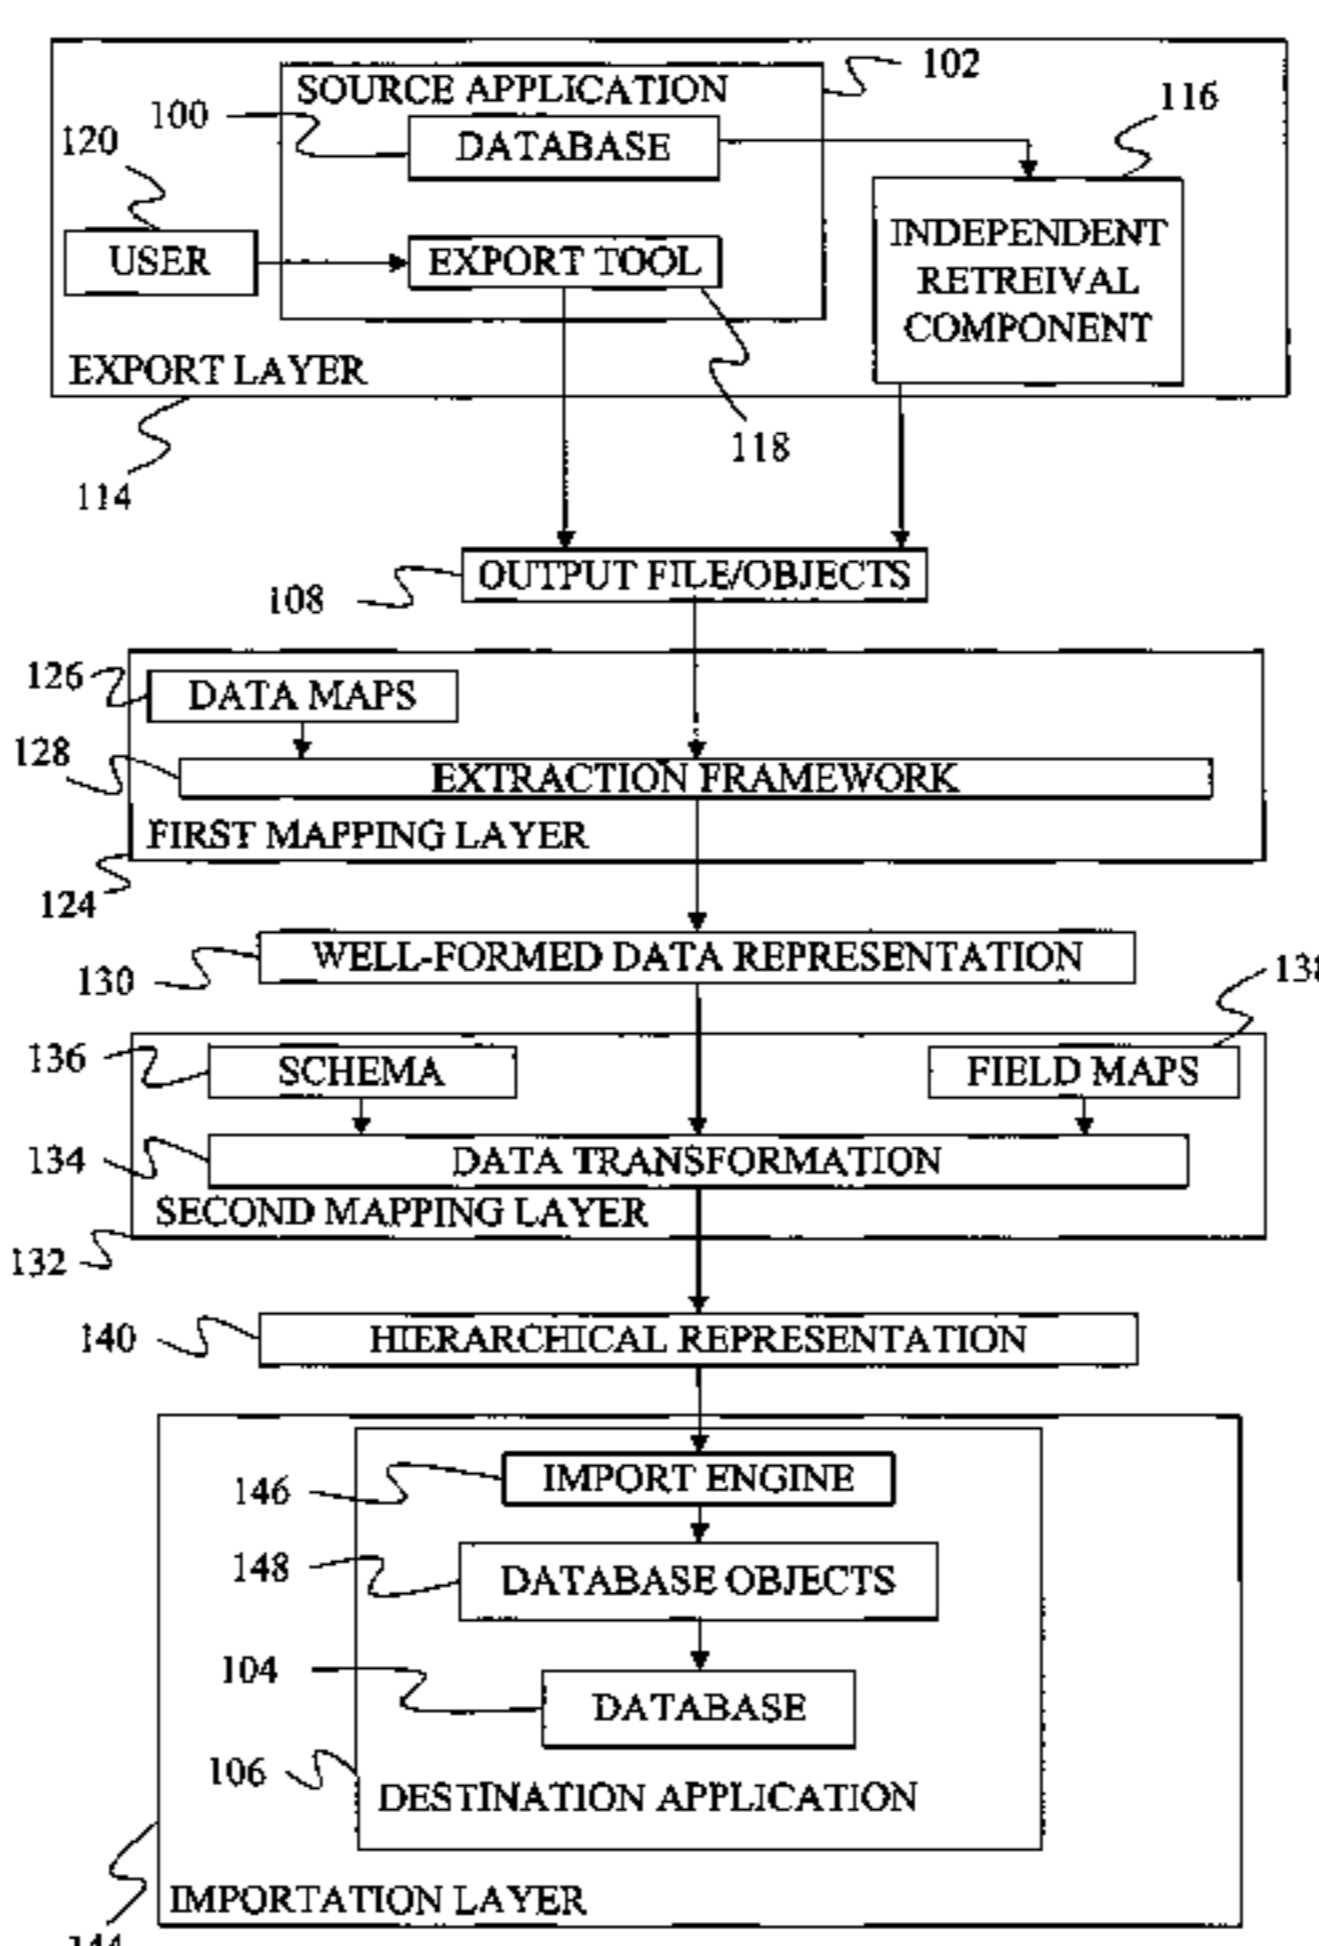 SOURCE APPLICATION
102
100
116
120
DATABASE
USER
EXPORT TOOL
INDEPENDENT
RETREIVAL
COMPONENT
EXPORT LAYER
118
114
OUTPUT FILE/OBJECTS
108
126
DATA MAPS
128
EXTRACTION FRAMEWORK
FIRST MAPPING LAYER
124
WELL-FORMED DATA REPRESENTATION
130
138
136
SCHEMA
FIELD MAPS
134
DATA TRANSFORMATION
SECOND MAPPING LAYER
132
140
HIERARCHICAL REPRESENTATION
146
IMPORT ENGINE
148
DATABASE OBJECTS
104
DATABASE
106
DESTINATION APPLICATION
IMPORTATION LAYER